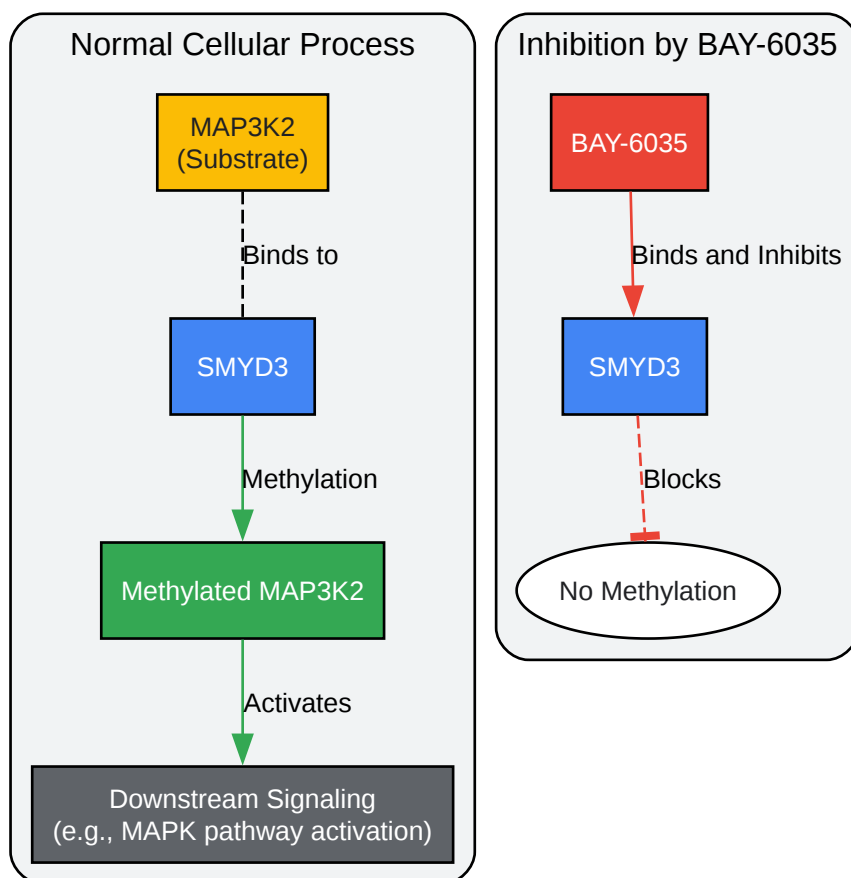 Normal Cellular Process
MAP3K2
(Substrate)
Binds to
SMYD3
Methylation
Methylated MAP3K2
Activates
Downstream Signaling
(e.g., MAPK pathway activation)
Inhibition by BAY-6035
BAY-6035
Binds and Inhibits
SMYD3
Blocks
No Methylation